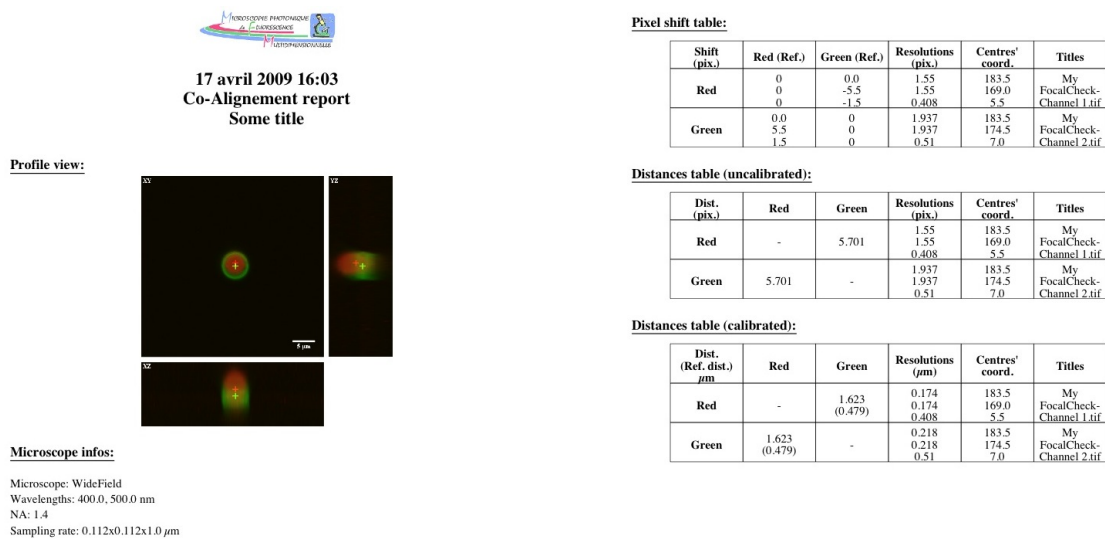 MICROSCOPIE PHOTONIQUE
de FLUORESCENCE
MULTIDIMENSIONNELLE
17 avril 2009 16:03
Co-Alignement report
Some title
Profile view:
XY
YZ
5 µm
XZ
Microscope infos:
Microscope: WideField
Wavelengths: 400.0, 500.0 nm
NA: 1.4
Sampling rate: 0.112x0.112x1.0 µm
Pixel shift table:
Shift (pix.) Red (Ref.) Green (Ref.) Resolutions (pix.) Centres' coord. Titles
Red 0 0.0 1.55 183.5 My
0 -5.5 1.55 169.0 FocalCheck-
0 -1.5 0.408 5.5 Channel 1.tif
Green 0.0 0 1.937 183.5 My
5.5 0 1.937 174.5 FocalCheck-
1.5 0 0.51 7.0 Channel 2.tif
Distances table (uncalibrated):
Dist. (pix.) Red Green Resolutions (pix.) Centres' coord. Titles
1.55 183.5 My
Red - 5.701 1.55 169.0 FocalCheck-
0.408 5.5 Channel 1.tif
1.937 183.5 My
Green 5.701 - 1.937 174.5 FocalCheck-
0.51 7.0 Channel 2.tif
Distances table (calibrated):
Dist. (Ref. dist.) µm Red Green Resolutions (µm) Centres' coord. Titles
0.174 183.5 My
Red - 1.623 (0.479) 0.174 169.0 FocalCheck-
0.408 5.5 Channel 1.tif
0.218 183.5 My
Green 1.623 (0.479) - 0.218 174.5 FocalCheck-
0.51 7.0 Channel 2.tif